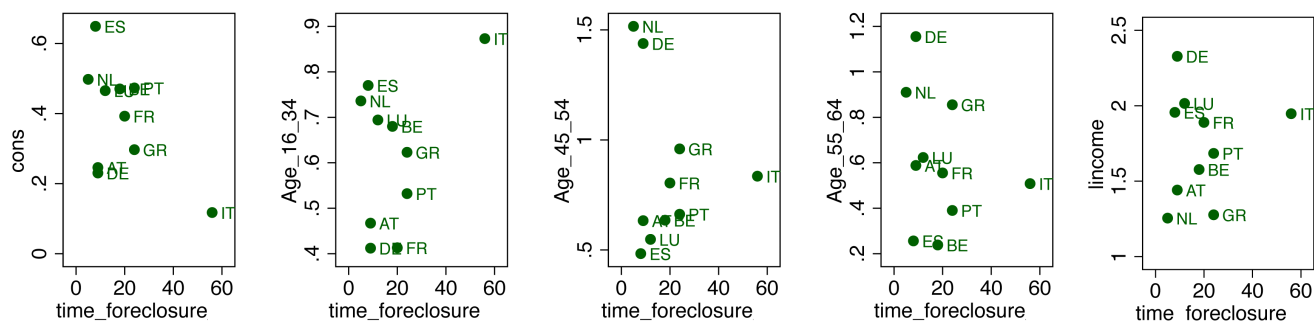 cons
.6
.4
.2
0
ES
NL
LU
BE
PT
FR
GR
AT
DE
IT
0 20 40 60
time_foreclosure
Age_16_34
.9
.8
.7
.6
.5
.4
IT
ES
NL
LU
BE
GR
PT
AT
DE
FR
0 20 40 60
time_foreclosure
Age_45_54
1.5
1
.5
NL
DE
GR
IT
FR
AT
BE
PT
LU
ES
0 20 40 60
time_foreclosure
Age_55_64
1.2
1
.8
.6
.4
.2
DE
NL
GR
LU
AT
FR
IT
PT
ES
BE
0 20 40 60
time_foreclosure
lincome
2.5
2
1.5
1
DE
LU
ES
IT
FR
PT
BE
AT
NL
GR
0 20 40 60
time foreclosure